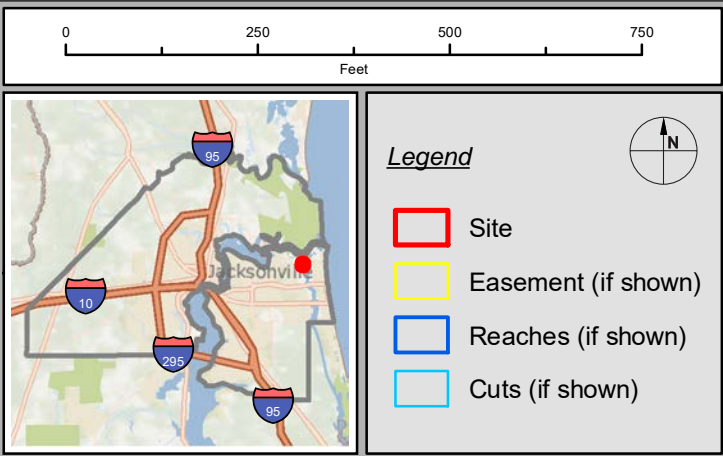 0 250 500 750
Feet
95
Jacksonville
10
295
95
Legend
N
Site
Easement (if shown)
Reaches (if shown)
Cuts (if shown)